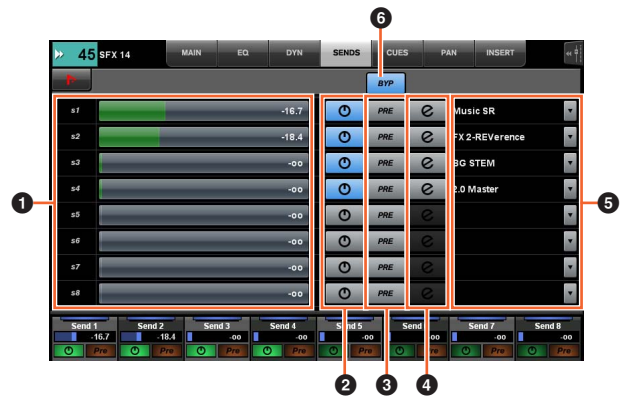 6
45 SFX 14 MAIN EQ DYN SENDS CUES PAN INSERT
BYP
s1 -16.7 PRE e Music SR
s2 -18.4 PRE e FX 2-REVerence
s3 -oo PRE e BG STEM
s4 -oo PRE e 2.0 Master
s5 -oo PRE e
s6 -oo PRE e
s7 -oo PRE e
s8 -oo PRE e
1
5
Send 1 Send 2 Send 3 Send 4 Send 5 Send Send 7 Send 8
-16.7 -18.4 -oo -oo -oo -oo -oo -oo
Pre Pre Pre Pre Pre Pre Pre Pre
2 3 4